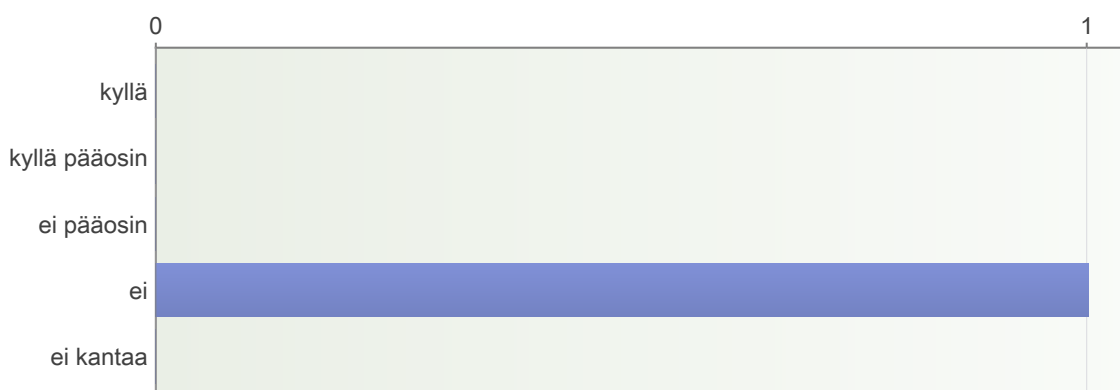 0 1
kyllä
kyllä pääosin
ei pääosin
ei
ei kantaa